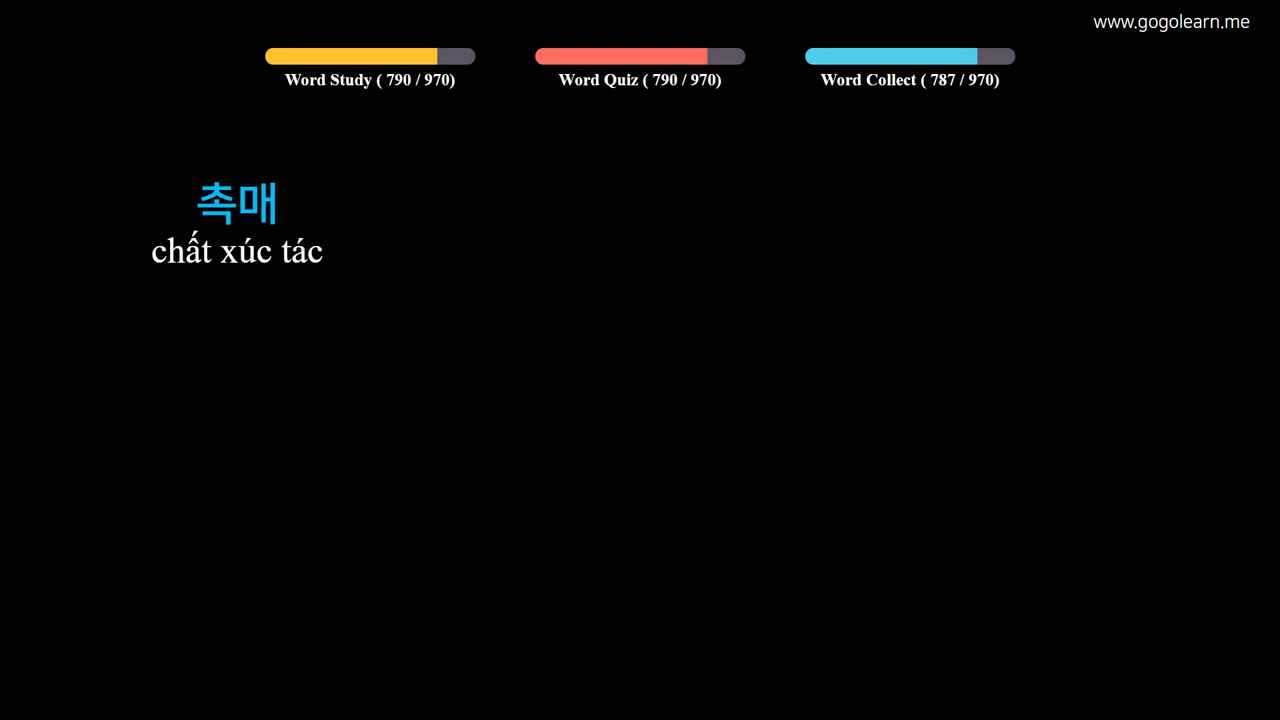 www.gogolearn.me
Word Study ( 790 / 970)
Word Quiz ( 790 / 970)
Word Collect ( 787 / 970)
촉매
chất xúc tác